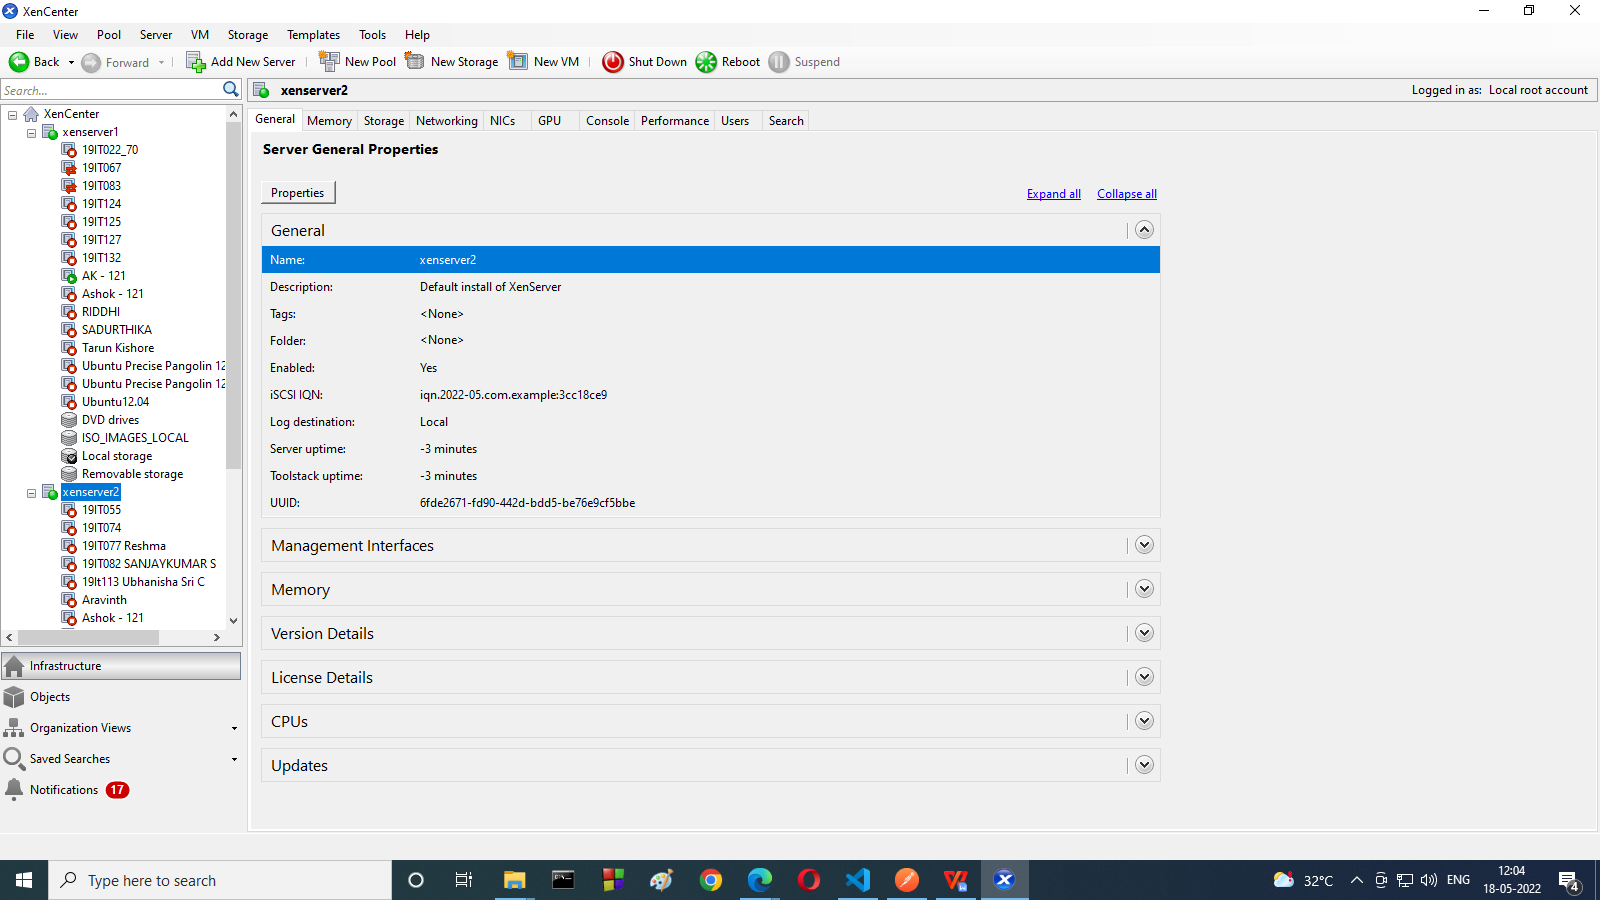 XenCenter
File View Pool Server VM Storage Templates Tools Help
Back Forward Add New Server New Pool New Storage New VM Shut Down Reboot Suspend
Search...
xenserver2 Logged in as: Local root account
General Memory Storage Networking NICs GPU Console Performance Users Search
XenCenter
xenserver1
19IT022_70
19IT067
19IT083
19IT124
19IT125
19IT127
19IT132
AK - 121
Ashok - 121
RIDDHI
SADURTHIKA
Tarun Kishore
Ubuntu Precise Pangolin 12
Ubuntu Precise Pangolin 12
Ubuntu12.04
DVD drives
ISO_IMAGES_LOCAL
Local storage
Removable storage
xenserver2
19IT055
19IT074
19IT077 Reshma
19IT082 SANJAYKUMAR S
19It113 Ubhanisha Sri C
Aravinth
Ashok - 121
Infrastructure
Objects
Organization Views
Saved Searches
Notifications 17
Server General Properties
Properties Expand all Collapse all
General
Name: xenserver2
Description: Default install of XenServer
Tags: <None>
Folder: <None>
Enabled: Yes
iSCSI IQN: iqn.2022-05.com.example:3cc18ce9
Log destination: Local
Server uptime: -3 minutes
Toolstack uptime: -3 minutes
UUID: 6fde2671-fd90-442d-bdd5-be76e9cf5bbe
Management Interfaces
Memory
Version Details
License Details
CPUs
Updates
Type here to search
32°C ENG 12:04
18-05-2022
4